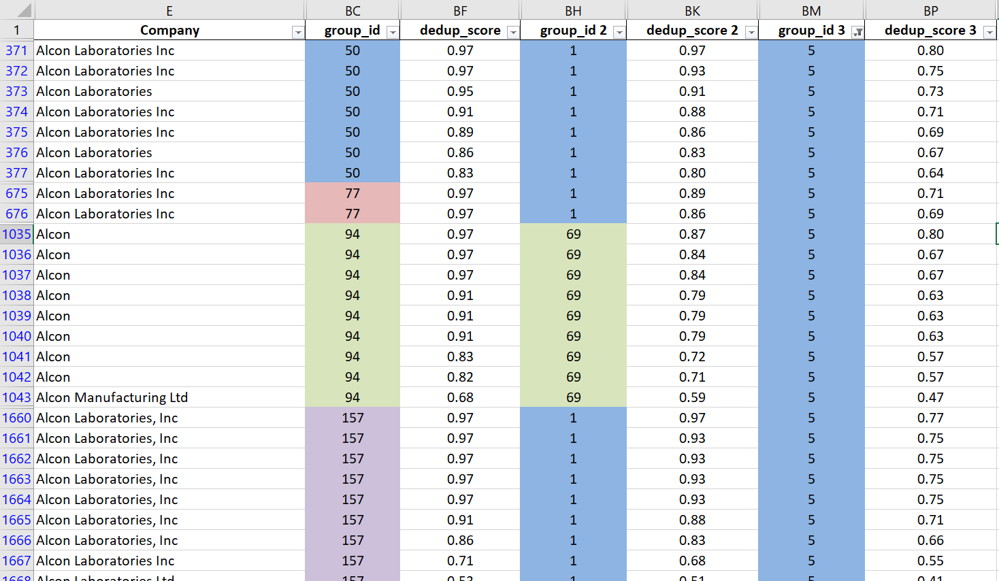 E BC BF BH BK BM BP
1 Company group_id dedup_score group_id 2 dedup_score 2 group_id 3 dedup_score 3
371 Alcon Laboratories Inc 50 0.97 1 0.97 5 0.80
372 Alcon Laboratories Inc 50 0.97 1 0.93 5 0.75
373 Alcon Laboratories 50 0.95 1 0.91 5 0.73
374 Alcon Laboratories Inc 50 0.91 1 0.88 5 0.71
375 Alcon Laboratories Inc 50 0.89 1 0.86 5 0.69
376 Alcon Laboratories 50 0.86 1 0.83 5 0.67
377 Alcon Laboratories Inc 50 0.83 1 0.80 5 0.64
675 Alcon Laboratories Inc 77 0.97 1 0.89 5 0.71
676 Alcon Laboratories Inc 77 0.97 1 0.86 5 0.69
1035 Alcon 94 0.97 69 0.87 5 0.80
1036 Alcon 94 0.97 69 0.84 5 0.67
1037 Alcon 94 0.97 69 0.84 5 0.67
1038 Alcon 94 0.91 69 0.79 5 0.63
1039 Alcon 94 0.91 69 0.79 5 0.63
1040 Alcon 94 0.91 69 0.79 5 0.63
1041 Alcon 94 0.83 69 0.72 5 0.57
1042 Alcon 94 0.82 69 0.71 5 0.57
1043 Alcon Manufacturing Ltd 94 0.68 69 0.59 5 0.47
1660 Alcon Laboratories, Inc 157 0.97 1 0.97 5 0.77
1661 Alcon Laboratories, Inc 157 0.97 1 0.93 5 0.75
1662 Alcon Laboratories, Inc 157 0.97 1 0.93 5 0.75
1663 Alcon Laboratories, Inc 157 0.97 1 0.93 5 0.75
1664 Alcon Laboratories, Inc 157 0.97 1 0.93 5 0.75
1665 Alcon Laboratories, Inc 157 0.91 1 0.88 5 0.71
1666 Alcon Laboratories, Inc 157 0.86 1 0.83 5 0.66
1667 Alcon Laboratories Inc 157 0.71 1 0.68 5 0.55
1668 Alcon Laboratories Ltd 157 1 5